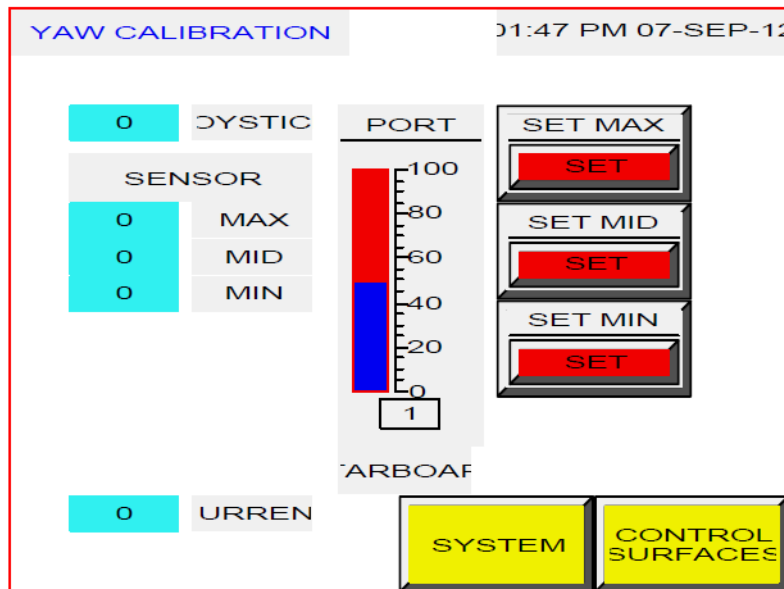 YAW CALIBRATION
01:47 PM 07-SEP-12
0 OYSTIC
PORT
SET MAX
SET
SENSOR
100
80
60
40
20
0
0 MAX
0 MID
0 MIN
SET MID
SET
SET MIN
SET
1
TARBOAR
0 URREN
SYSTEM
CONTROL
SURFACES